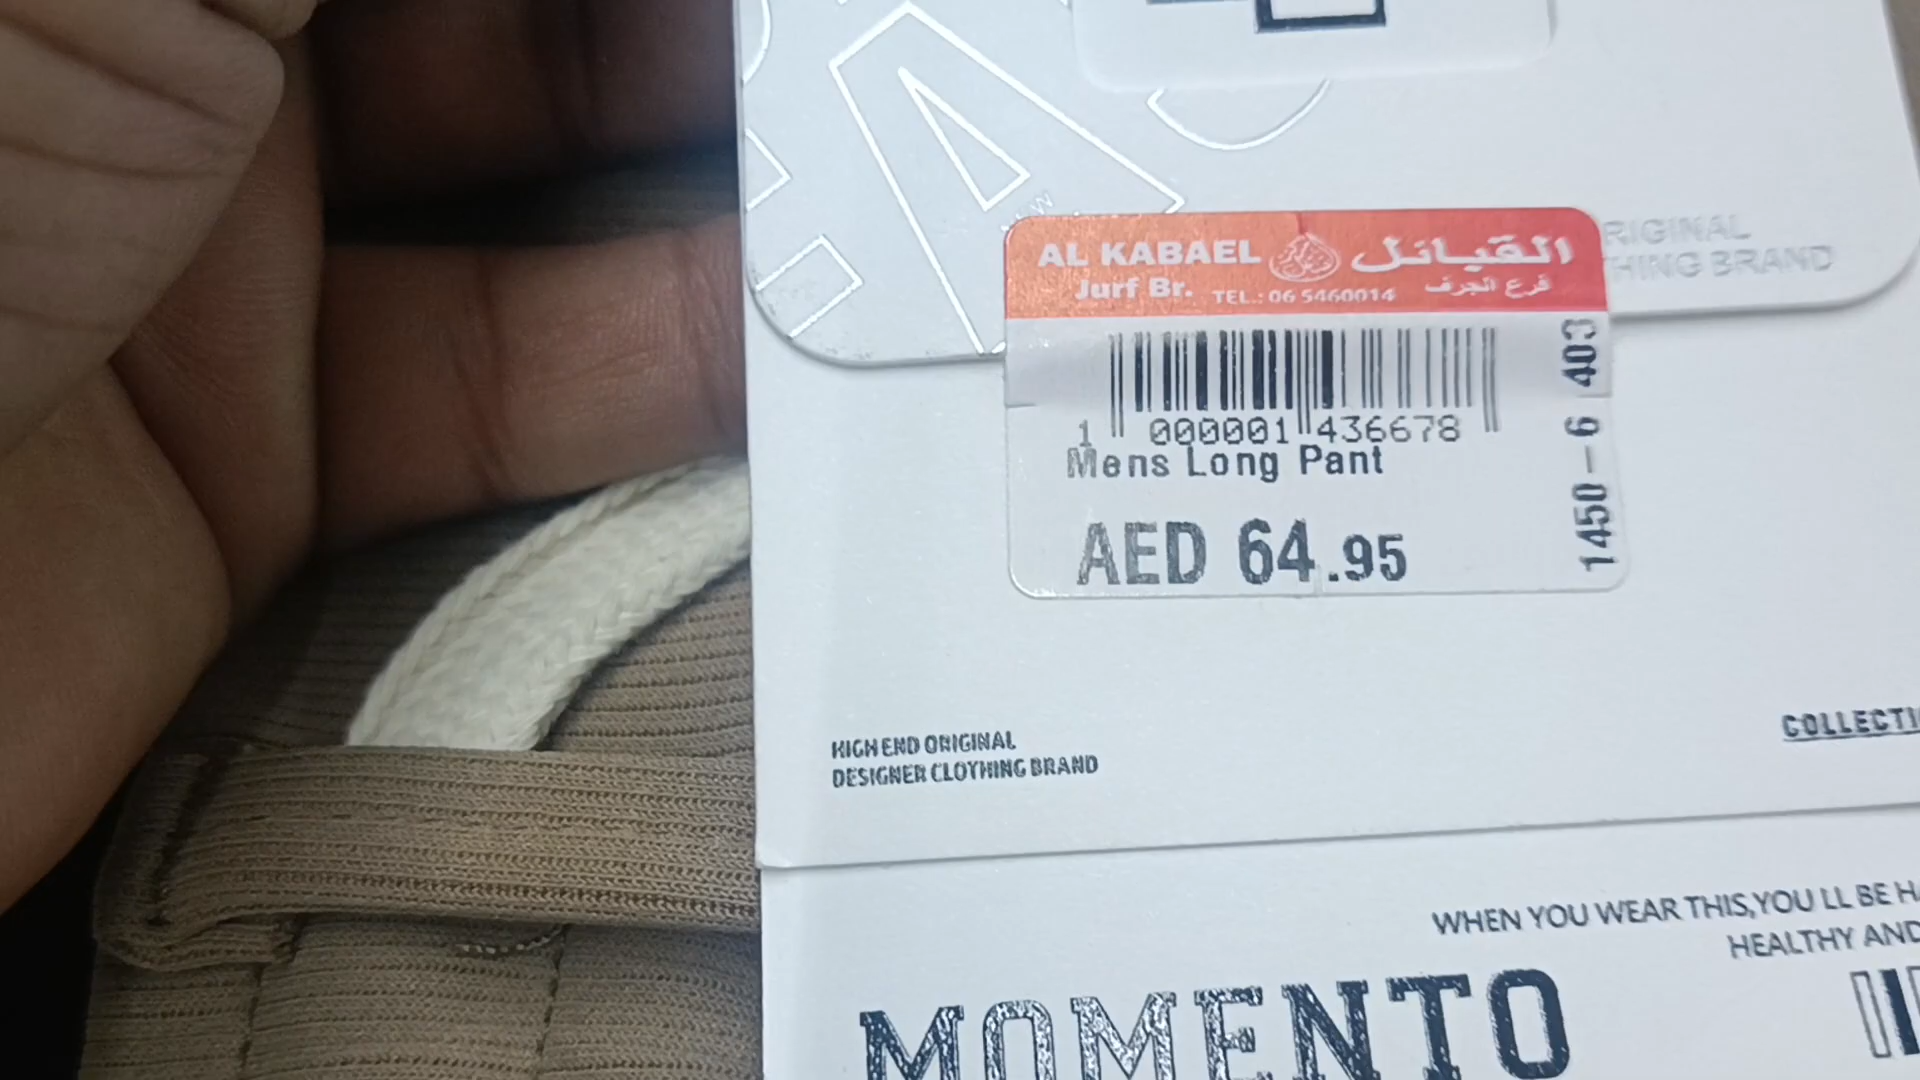 RIGINAL
HING BRAND
AL KABAEL القبائل
Jurf Br. TEL.: 06 5460014 فرع الجرف
1 000001 436678
Mens Long Pant
AED 64.95
1450-6 403
HIGH END ORIGINAL
DESIGNER CLOTHING BRAND
COLLECTI
WHEN YOU WEAR THIS,YOU LL BE HA
HEALTHY AND
MOMENTO